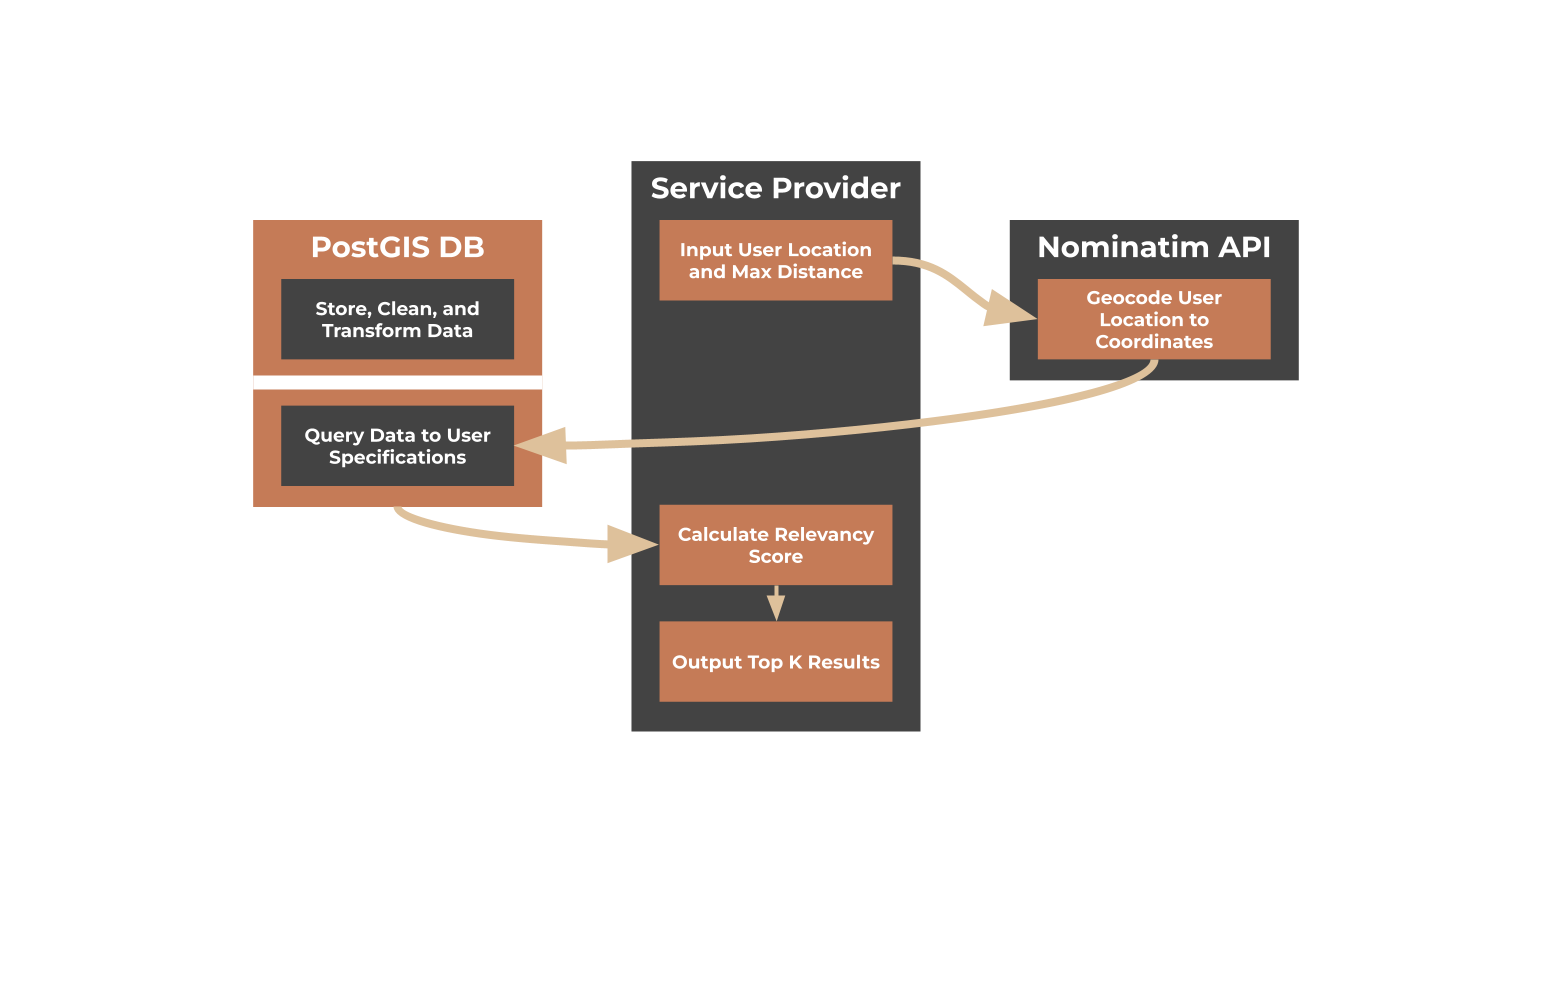 PostGIS DB
Store, Clean, and
Transform Data
Query Data to User
Specifications
Service Provider
Input User Location
and Max Distance
Calculate Relevancy
Score
Output Top K Results
Nominatim API
Geocode User
Location to
Coordinates